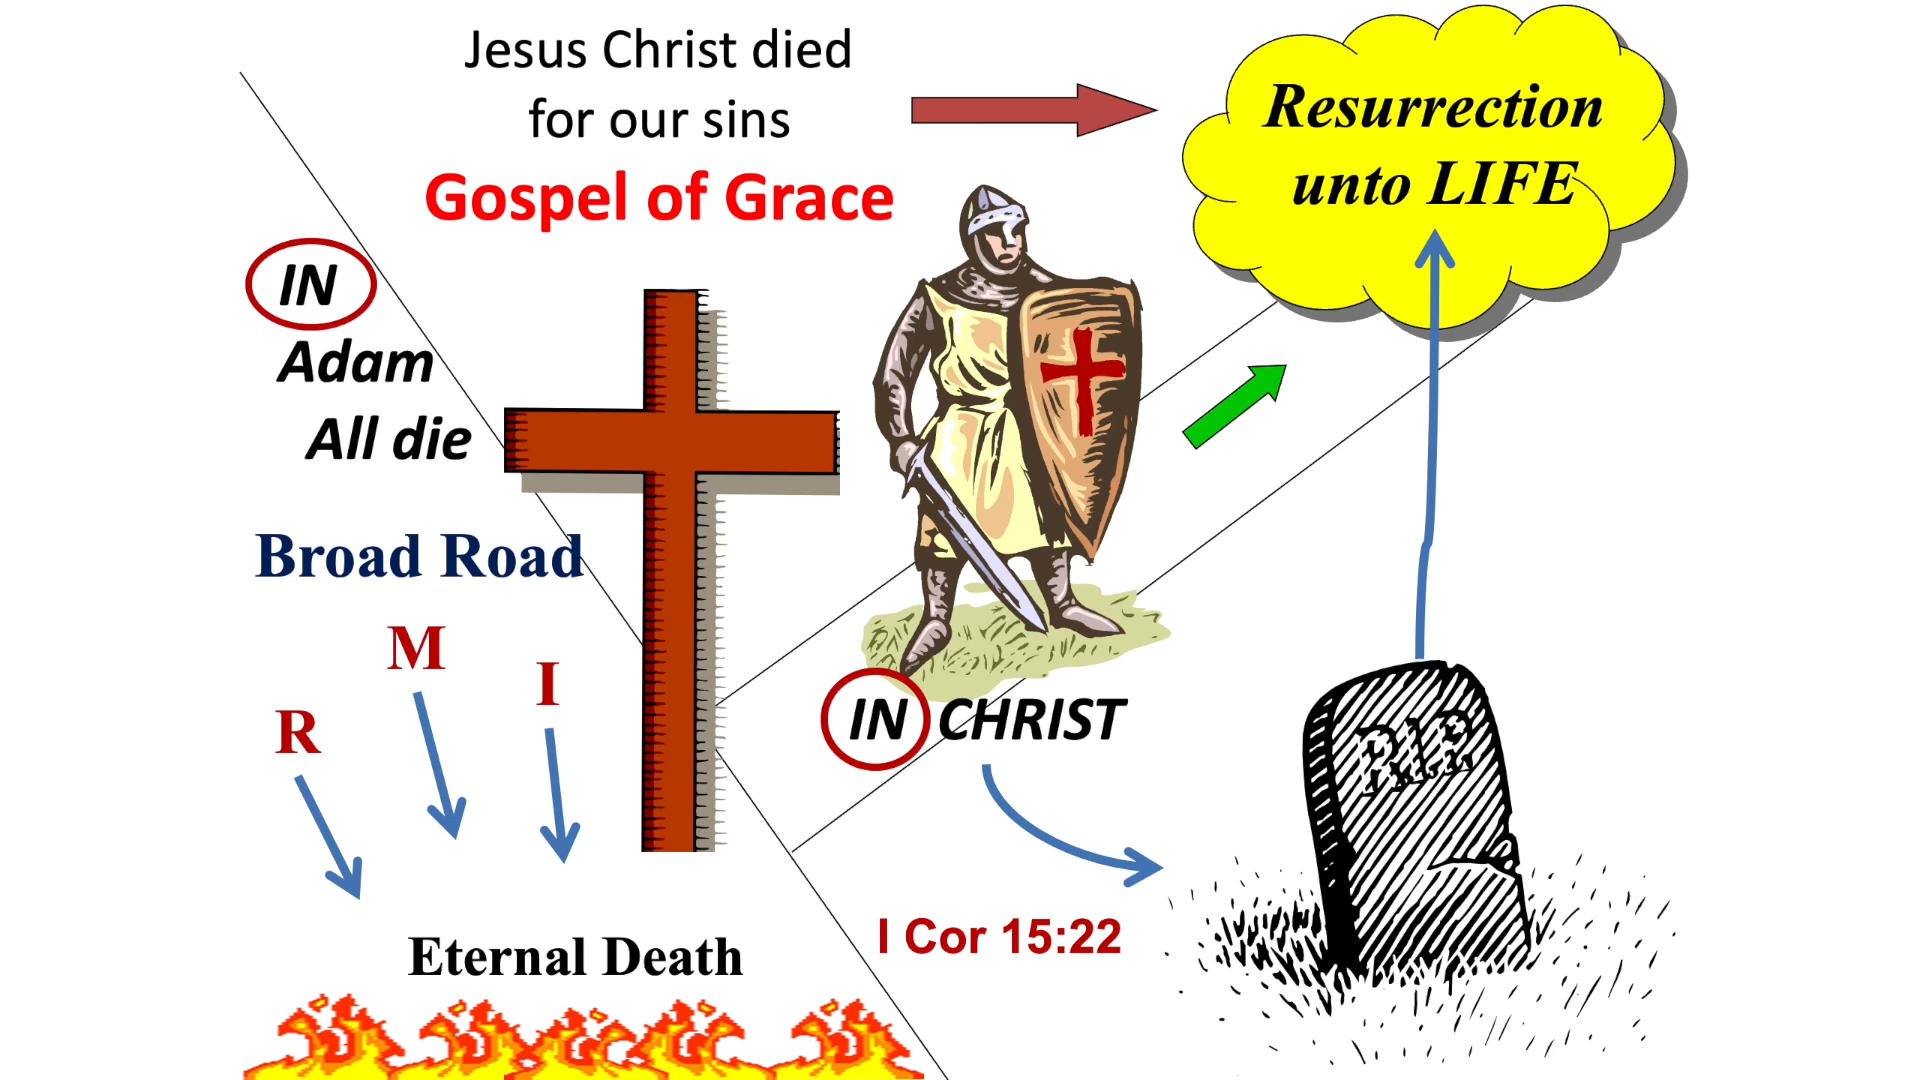 Jesus Christ died
for our sins
Gospel of Grace
Resurrection
unto LIFE
IN
Adam
All die
Broad Road
M
I
R
IN CHRIST
R.I.P.
I Cor 15:22
Eternal Death